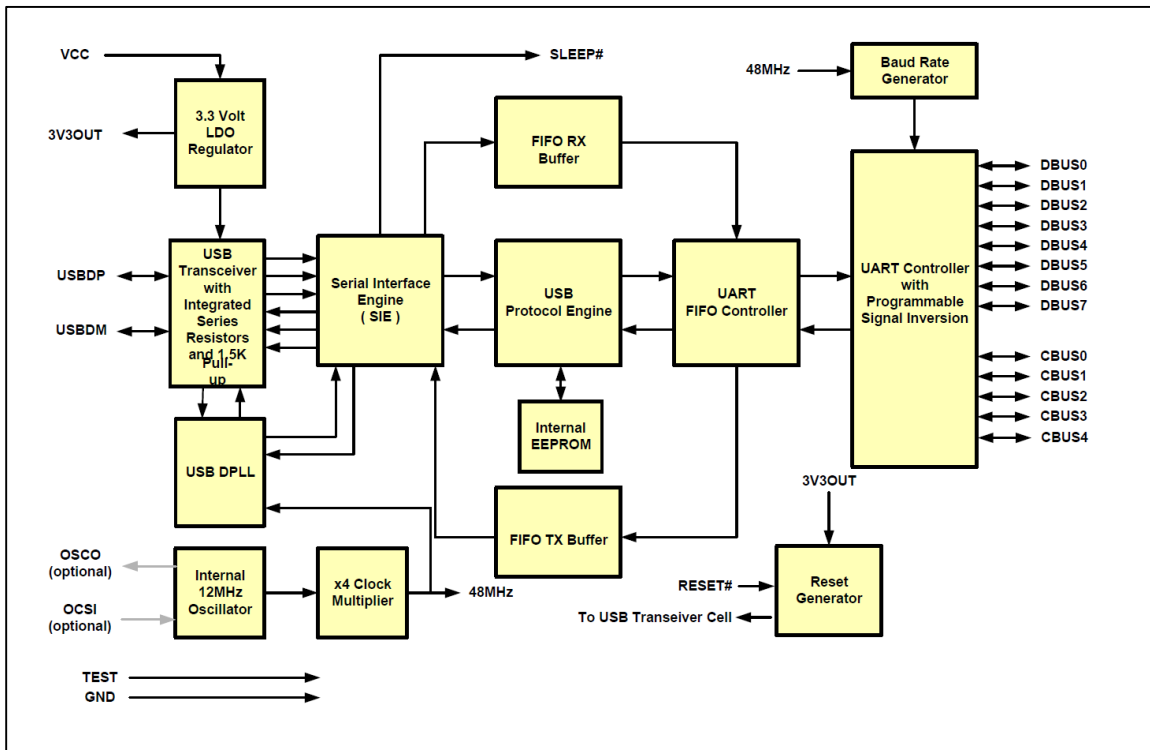 VCC
SLEEP#
48MHz
Baud Rate
Generator
3.3 Volt
LDO
Regulator
3V3OUT
FIFO RX
Buffer
DBUS0
DBUS1
DBUS2
DBUS3
DBUS4
DBUS5
DBUS6
DBUS7
CBUS0
CBUS1
CBUS2
CBUS3
CBUS4
USBDP
USBDM
USB
Transceiver
with
Integrated
Series
Resistors
and 1.5K
Pull-
up
Serial Interface
Engine
( SIE )
USB
Protocol Engine
UART
FIFO Controller
UART Controller
with
Programmable
Signal Inversion
Internal
EEPROM
USB DPLL
FIFO TX Buffer
3V3OUT
OSCO
(optional)
OCSI
(optional)
Internal
12MHz
Oscillator
x4 Clock
Multiplier
48MHz
RESET#
Reset
Generator
To USB Transeiver Cell
TEST
GND